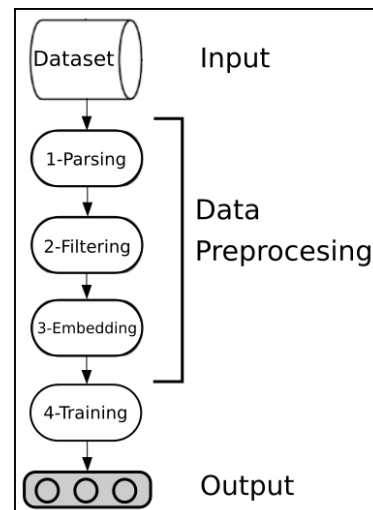 Dataset
Input
1-Parsing
2-Filtering
3-Embedding
Data
Preprocesing
4-Training
Output